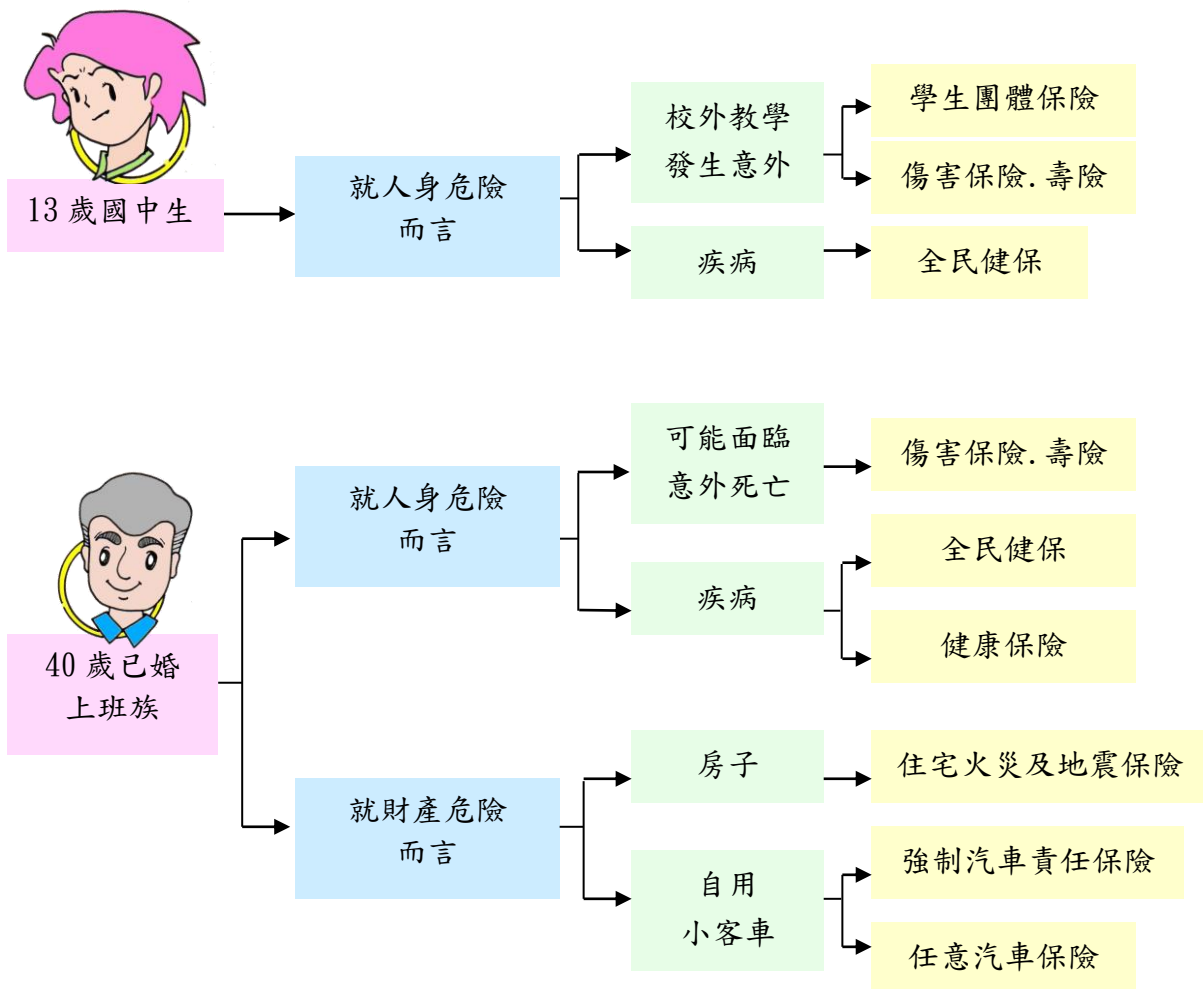 13 歲國中生
就人身危險
而言
校外教學
發生意外
學生團體保險
傷害保險.壽險
疾病
全民健保
40 歲已婚
上班族
就人身危險
而言
可能面臨
意外死亡
傷害保險.壽險
疾病
全民健保
健康保險
就財產危險
而言
房子
住宅火災及地震保險
自用
小客車
強制汽車責任保險
任意汽車保險